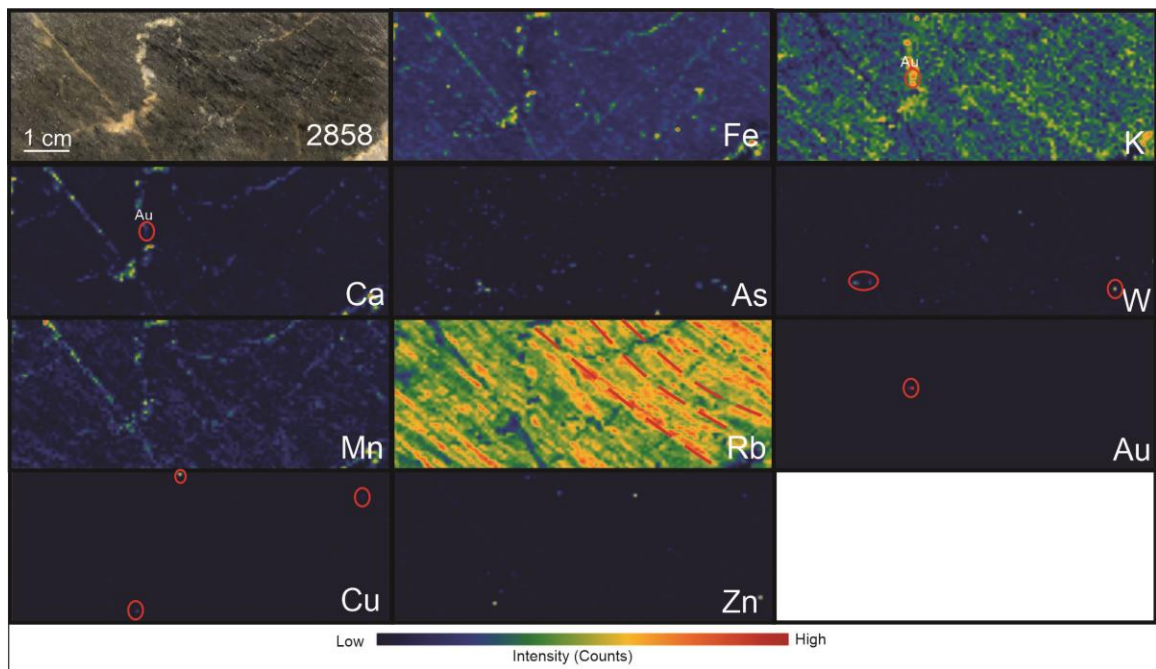 1 cm
2858
Fe
Au
K
Au
Ca
As
W
Mn
Rb
Au
Cu
Zn
Low
High
Intensity (Counts)